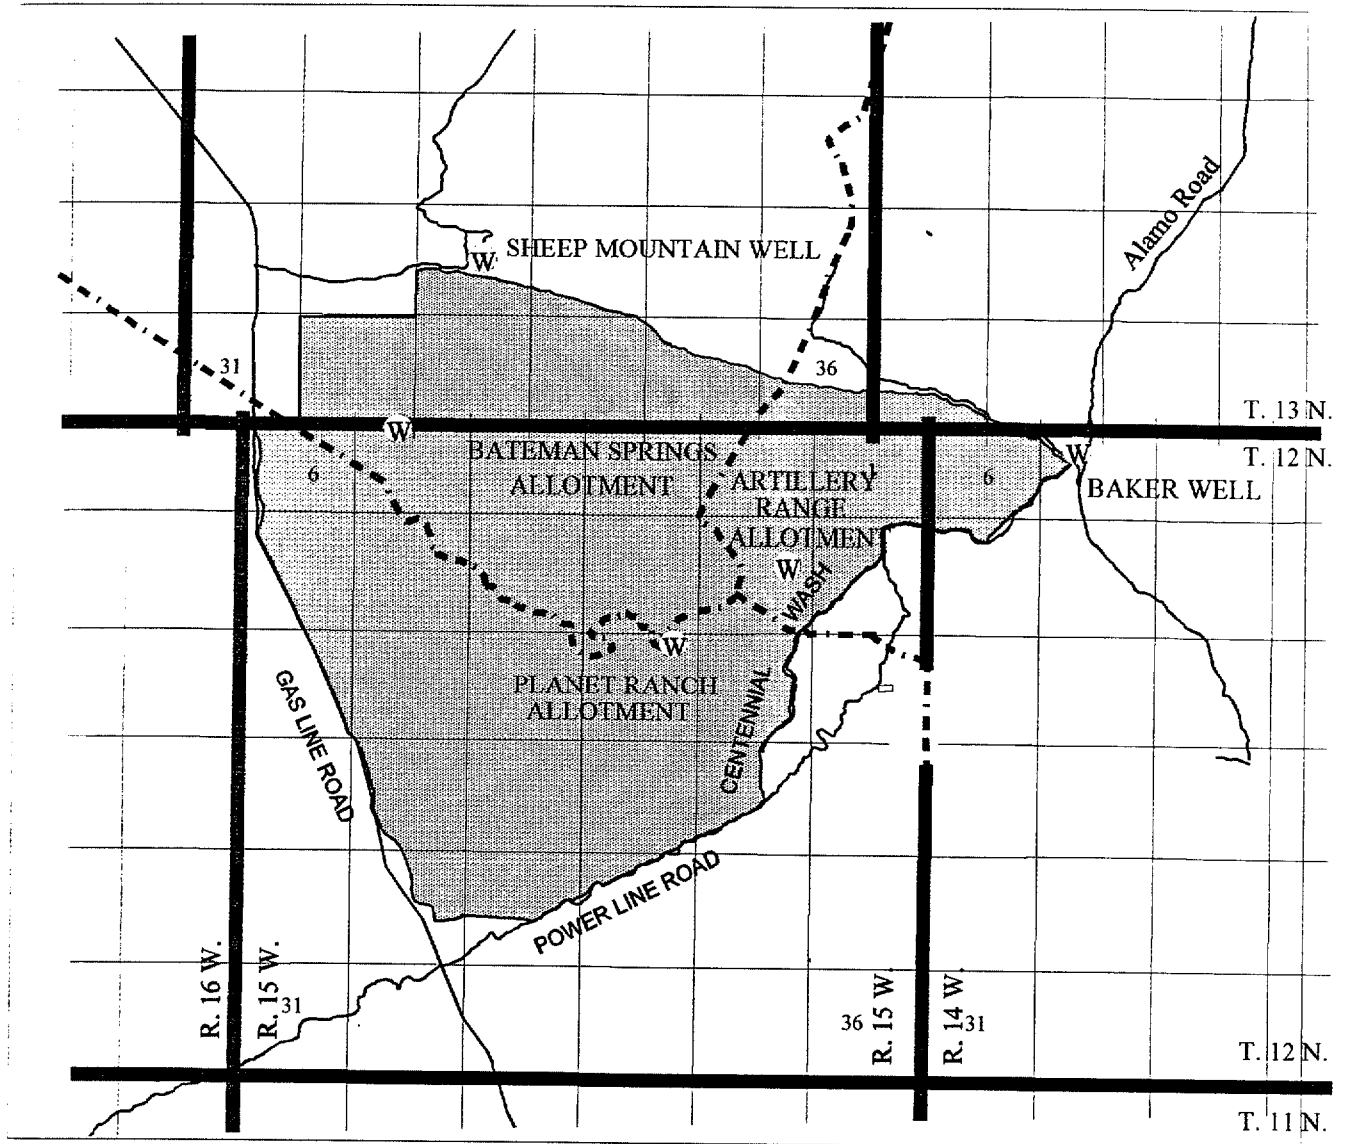 Alamo Road
W
SHEEP MOUNTAIN WELL
31
36
T. 13 N.
W
W
T. 12 N.
BATEMAN SPRINGS
ALLOTMENT
6
ARTILLERY
RANGE
ALLOTMENT
1
6
BAKER WELL
W
WASH
W
PLANET RANCH
ALLOTMENT
CENTENNIAL
GAS LINE ROAD
POWER LINE ROAD
R. 16 W.
R. 15 W.
31
36
R. 15 W.
R. 14 W.
31
T. 12 N.
T. 11 N.